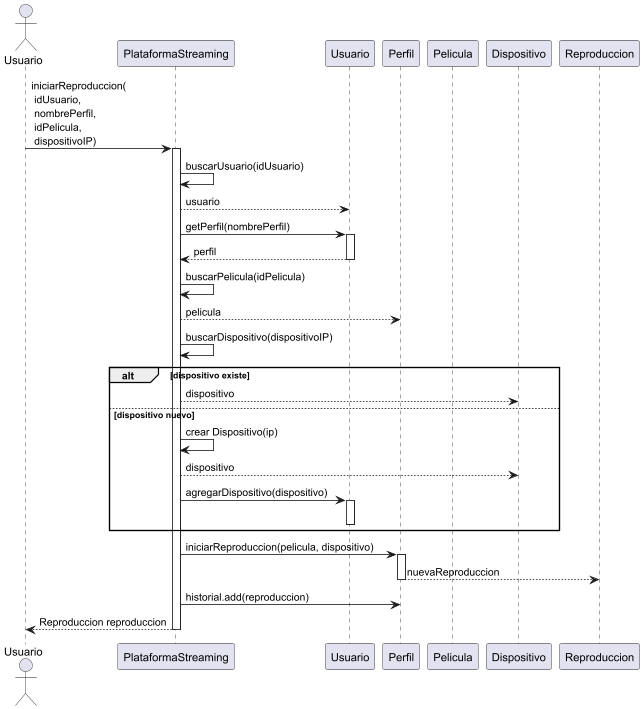 Usuario
PlataformaStreaming
Usuario
Perfil
Pelicula
Dispositivo
Reproduccion
iniciarReproduccion(
idUsuario,
nombrePerfil,
idPelicula,
dispositivoIP)
buscarUsuario(idUsuario)
usuario
getPerfil(nombrePerfil)
perfil
buscarPelicula(idPelicula)
pelicula
buscarDispositivo(dispositivoIP)
alt
[dispositivo existe]
dispositivo
[dispositivo nuevo]
crear Dispositivo(ip)
dispositivo
agregarDispositivo(dispositivo)
iniciarReproduccion(pelicula, dispositivo)
nuevaReproduccion
historial.add(reproduccion)
Reproduccion reproduccion
Usuario
PlataformaStreaming
Usuario
Perfil
Pelicula
Dispositivo
Reproduccion